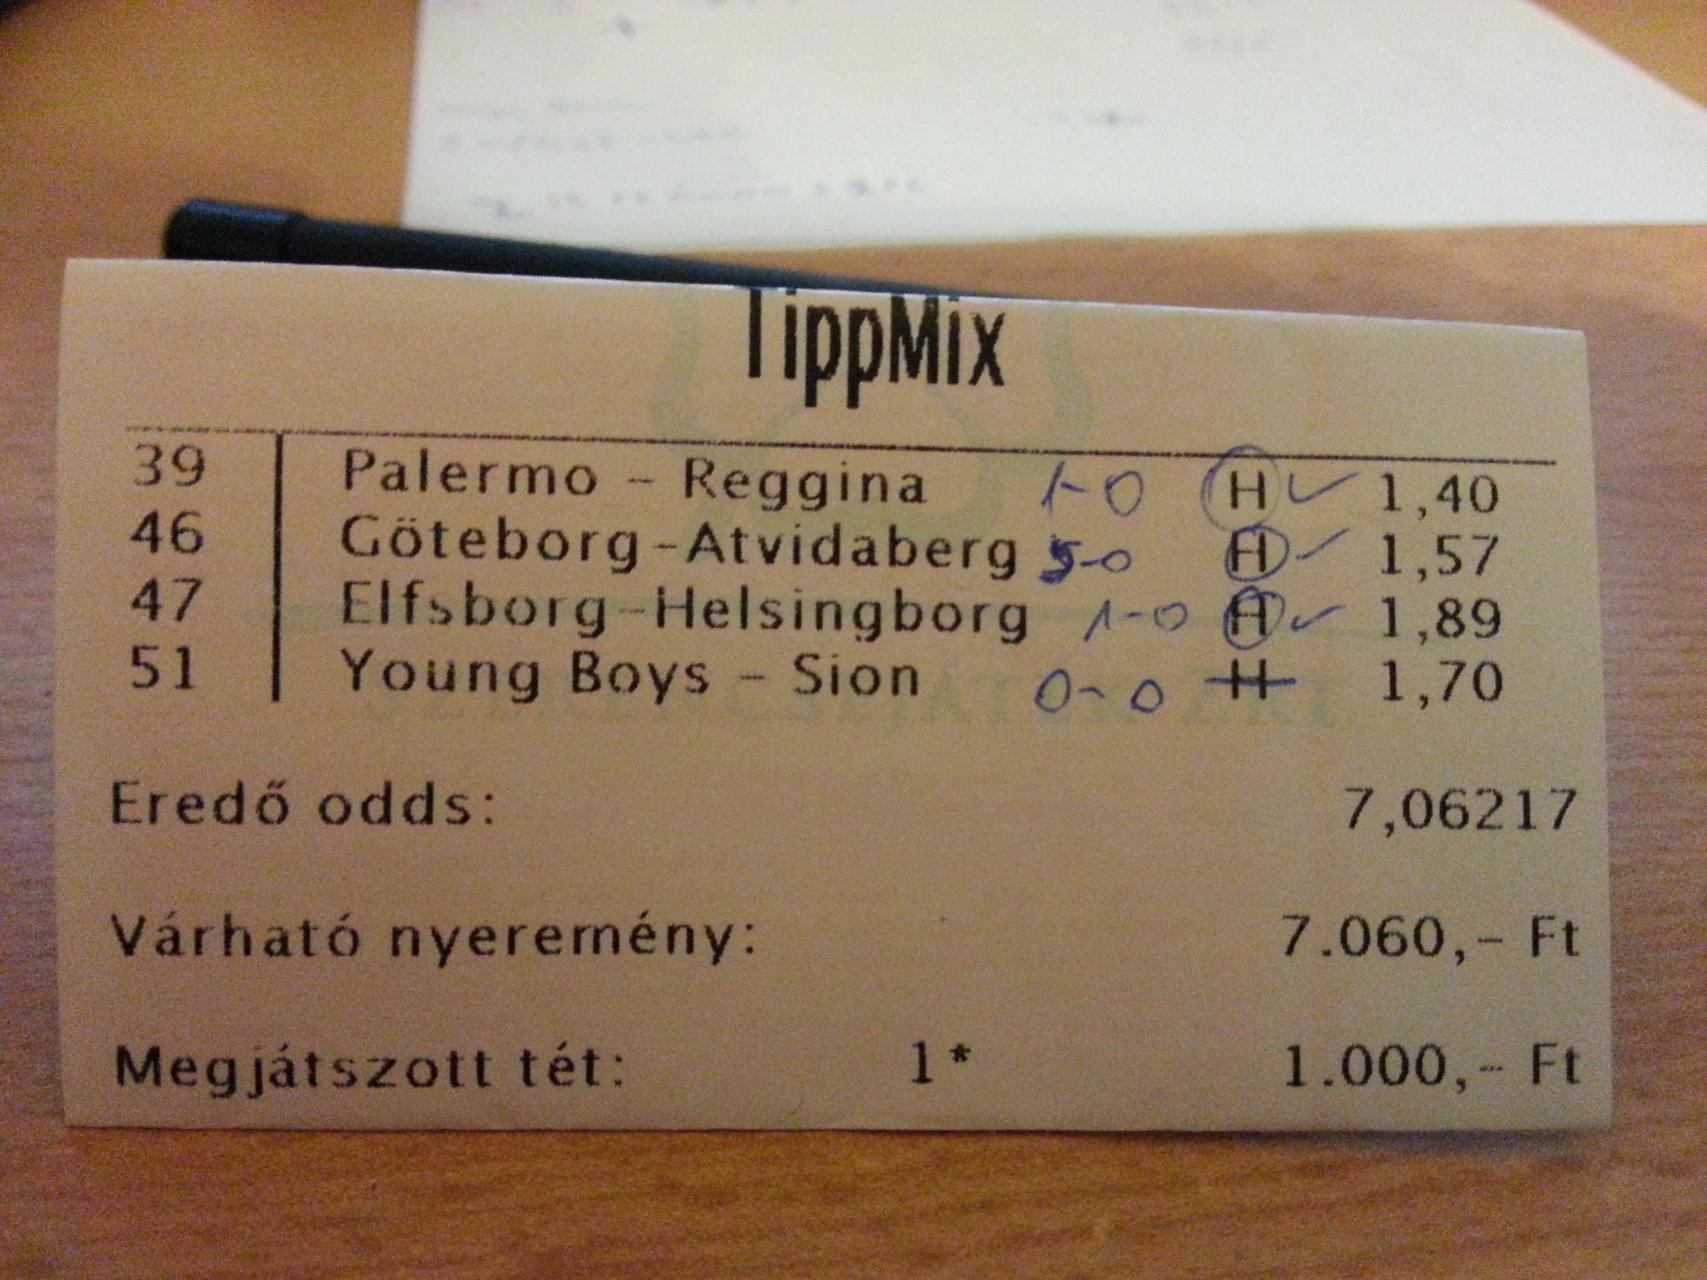 TippMix
39 Palermo – Reggina 1-0 H ✓ 1,40
46 Göteborg-Atvidaberg 5-0 H ✓ 1,57
47 Elfsborg-Helsingborg 1-0 H ✓ 1,89
51 Young Boys – Sion 0-0 H 1,70
SZERENCSEJÁTÉK ZRT.
Eredő odds: 7,06217
Várható nyeremény: 7.060,- Ft
Megjátszott tét: 1* 1.000,- Ft